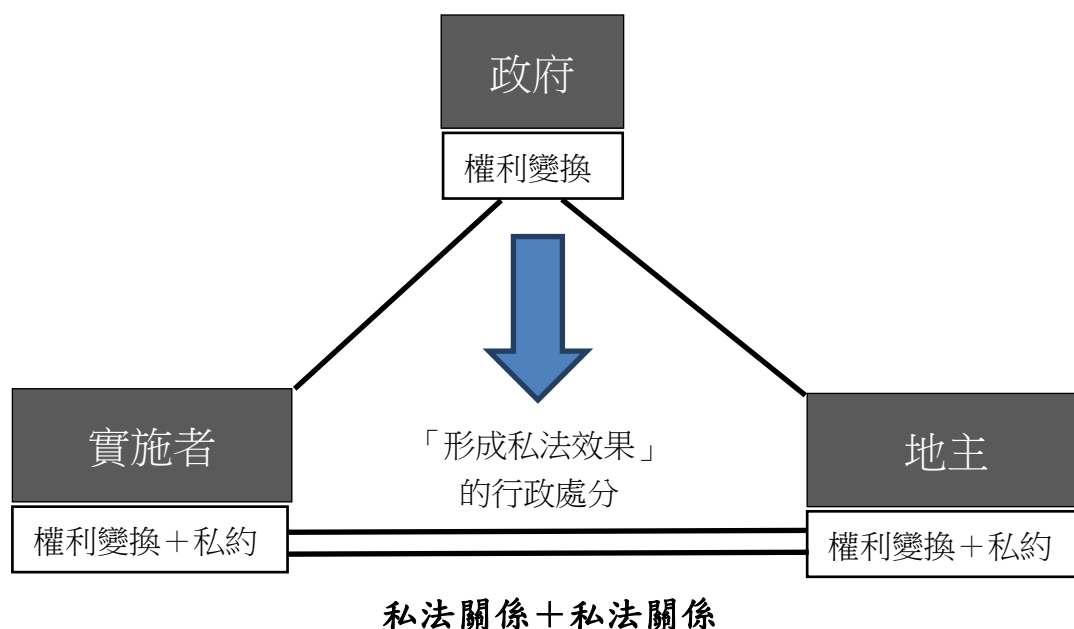 政府
權利變換
實施者
「形成私法效果」
的行政處分
地主
權利變換＋私約
權利變換＋私約
私法關係＋私法關係